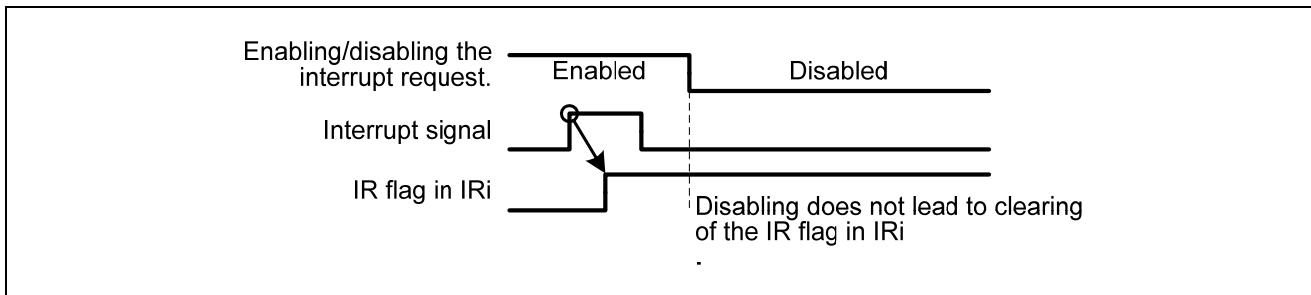 Enabling/disabling the
interrupt request.
Enabled
Disabled
Interrupt signal
IR flag in IRi
Disabling does not lead to clearing
of the IR flag in IRi
.